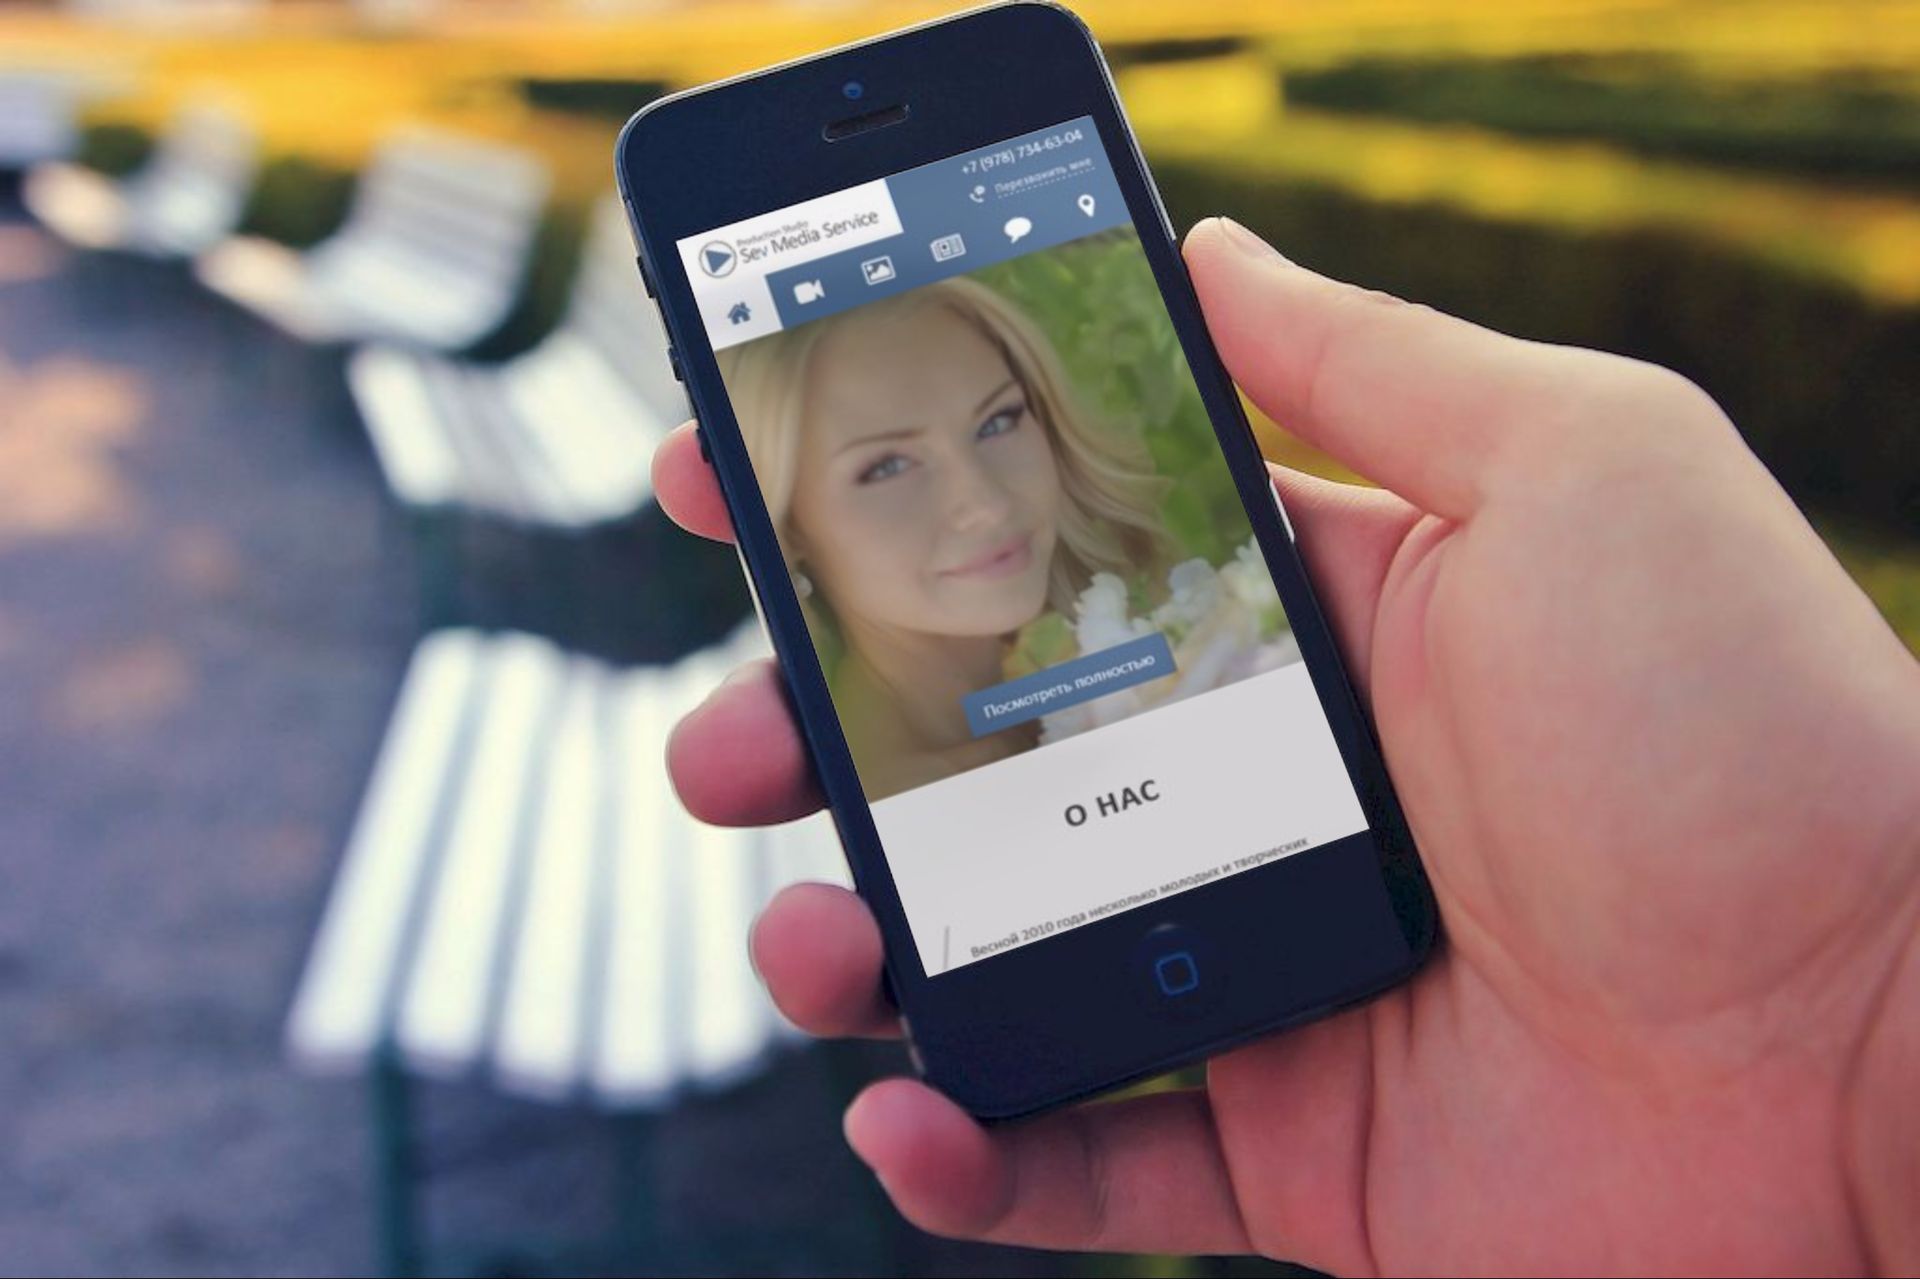 +7 (978) 734-63-04
Перезвонить мне
Production Studio
Sev Media Service
Посмотреть полностью
О НАС
Весной 2010 года несколько молодых и творческих